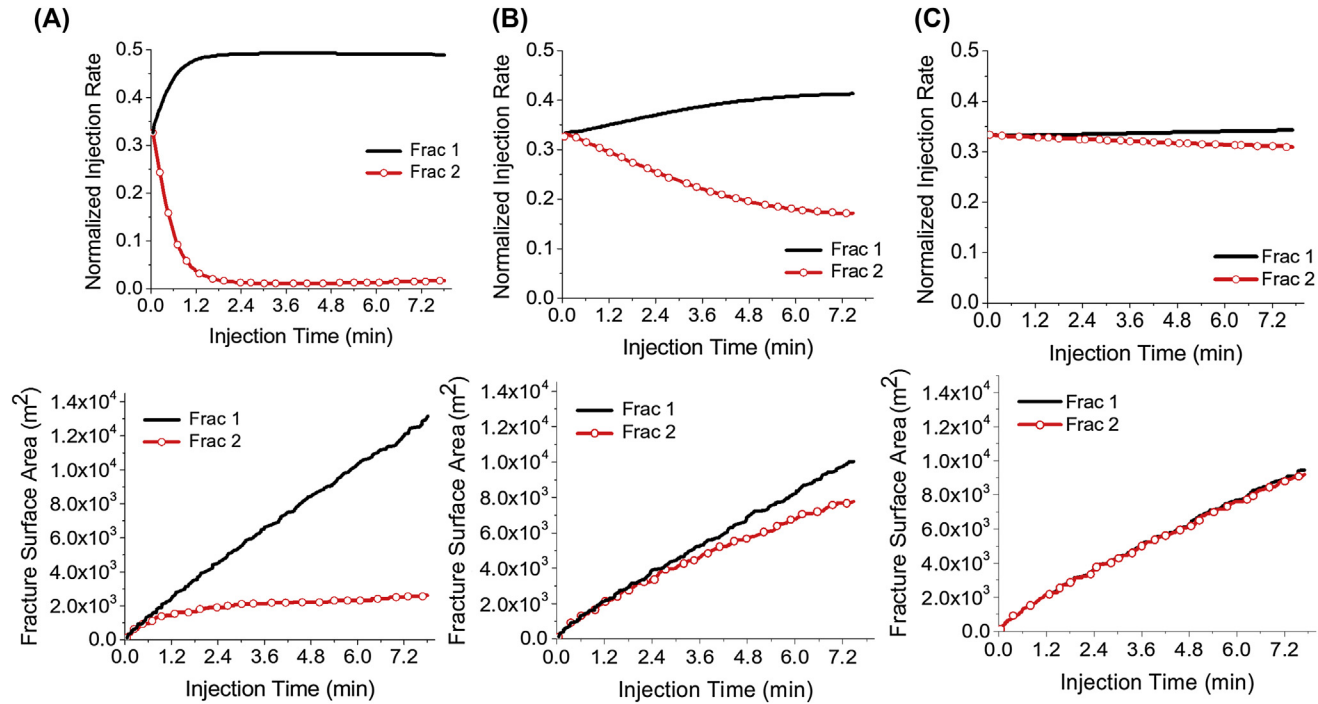 (A)
Normalized Injection Rate
0.5
0.4
0.3
0.2
0.1
0.0
0.0 1.2 2.4 3.6 4.8 6.0 7.2
Injection Time (min)
Frac 1
Frac 2
(B)
Normalized Injection Rate
0.5
0.4
0.3
0.2
0.1
0.0
0.0 1.2 2.4 3.6 4.8 6.0 7.2
Injection Time (min)
Frac 1
Frac 2
(C)
Normalized Injection Rate
0.5
0.4
0.3
0.2
0.1
0.0
0.0 1.2 2.4 3.6 4.8 6.0 7.2
Injection Time (min)
Frac 1
Frac 2
Fracture Surface Area (m²)
1.4x10⁴
1.2x10⁴
1.0x10⁴
8.0x10³
6.0x10³
4.0x10³
2.0x10³
0.0
0.0 1.2 2.4 3.6 4.8 6.0 7.2
Injection Time (min)
Frac 1
Frac 2
Fracture Surface Area (m²)
1.4x10⁴
1.2x10⁴
1.0x10⁴
8.0x10³
6.0x10³
4.0x10³
2.0x10³
0.0
0.0 1.2 2.4 3.6 4.8 6.0 7.2
Injection Time (min)
Frac 1
Frac 2
Fracture Surface Area (m²)
1.4x10⁴
1.2x10⁴
1.0x10⁴
8.0x10³
6.0x10³
4.0x10³
2.0x10³
0.0
0.0 1.2 2.4 3.6 4.8 6.0 7.2
Injection Time (min)
Frac 1
Frac 2